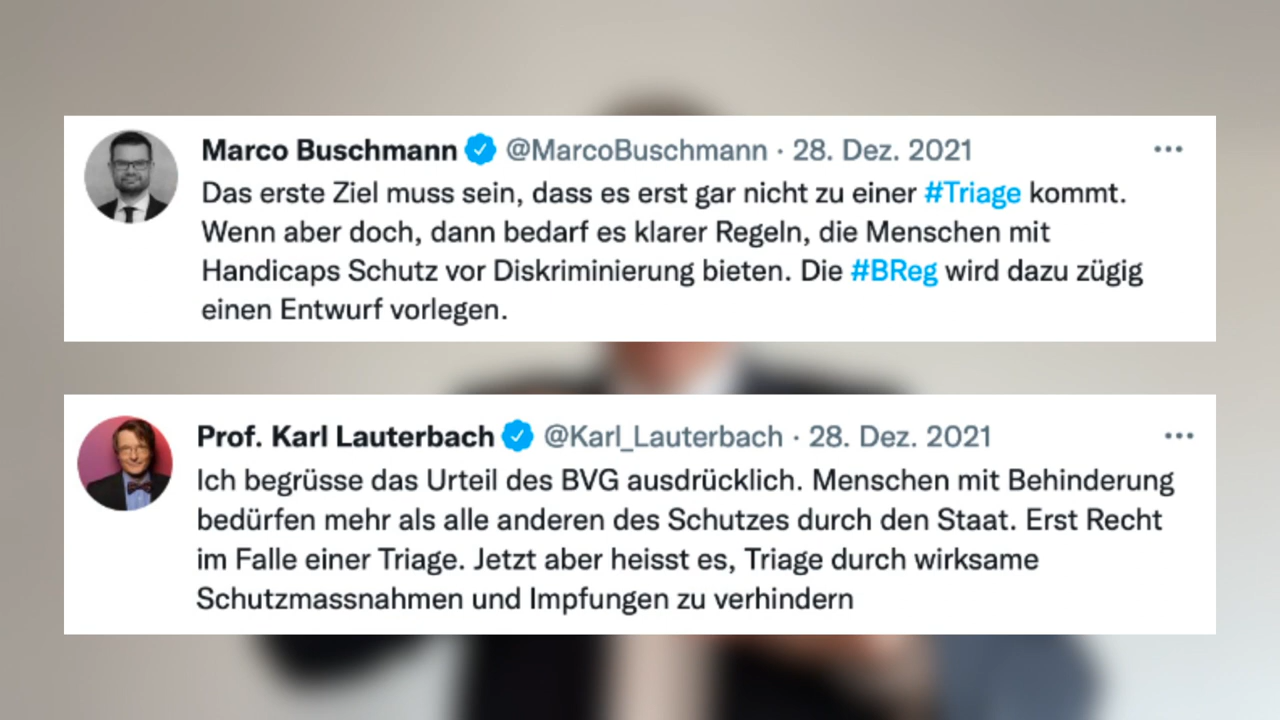 Marco Buschmann @MarcoBuschmann · 28. Dez. 2021
Das erste Ziel muss sein, dass es erst gar nicht zu einer #Triage kommt.
Wenn aber doch, dann bedarf es klarer Regeln, die Menschen mit
Handicaps Schutz vor Diskriminierung bieten. Die #BReg wird dazu zügig
einen Entwurf vorlegen.
Prof. Karl Lauterbach @Karl_Lauterbach · 28. Dez. 2021
Ich begrüsse das Urteil des BVG ausdrücklich. Menschen mit Behinderung
bedürfen mehr als alle anderen des Schutzes durch den Staat. Erst Recht
im Falle einer Triage. Jetzt aber heisst es, Triage durch wirksame
Schutzmassnahmen und Impfungen zu verhindern